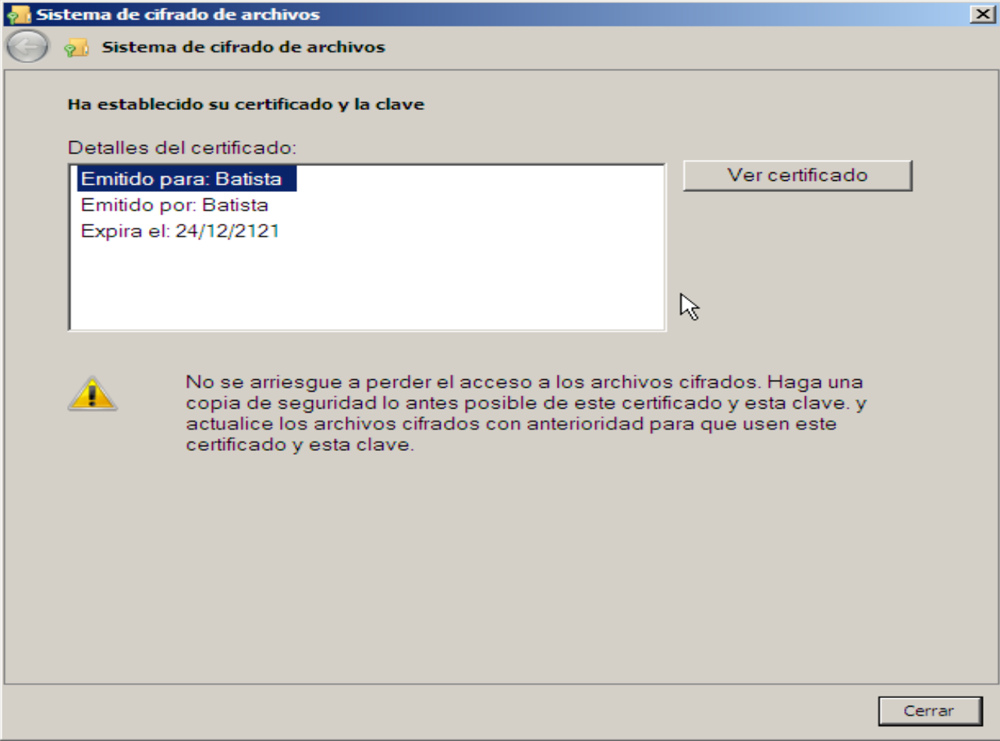 Sistema de cifrado de archivos
Sistema de cifrado de archivos
Ha establecido su certificado y la clave
Detalles del certificado:
Emitido para: Batista
Ver certificado
Emitido por: Batista
Expira el: 24/12/2121
No se arriesgue a perder el acceso a los archivos cifrados. Haga una
copia de seguridad lo antes posible de este certificado y esta clave. y
actualice los archivos cifrados con anterioridad para que usen este
certificado y esta clave.
Cerrar